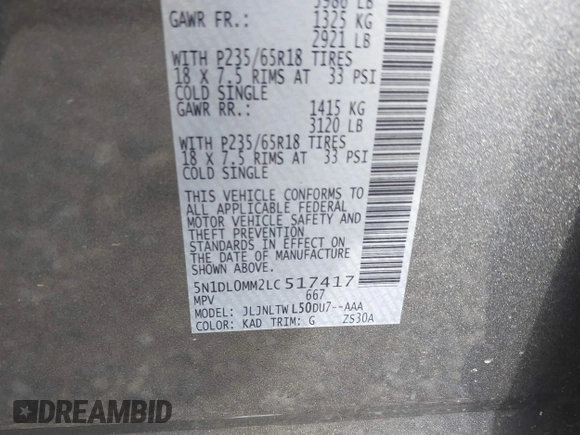 5986 LB
GAWR FR.: 1325 KG
2921 LB
WITH P235/65R18 TIRES
18 X 7.5 RIMS AT 33 PSI
COLD SINGLE
GAWR RR.: 1415 KG
3120 LB
WITH P235/65R18 TIRES
18 X 7.5 RIMS AT 33 PSI
COLD SINGLE
THIS VEHICLE CONFORMS TO
ALL APPLICABLE FEDERAL
MOTOR VEHICLE SAFETY AND
THEFT PREVENTION
STANDARDS IN EFFECT ON
THE DATE OF MANUFACTURE
SHOWN ABOVE.
5N1DL0MM2LC517417
MPV 667
MODEL: JLJNLTWL50DU7--AAA
COLOR: KAD TRIM: G ZS30A
DREAMBID